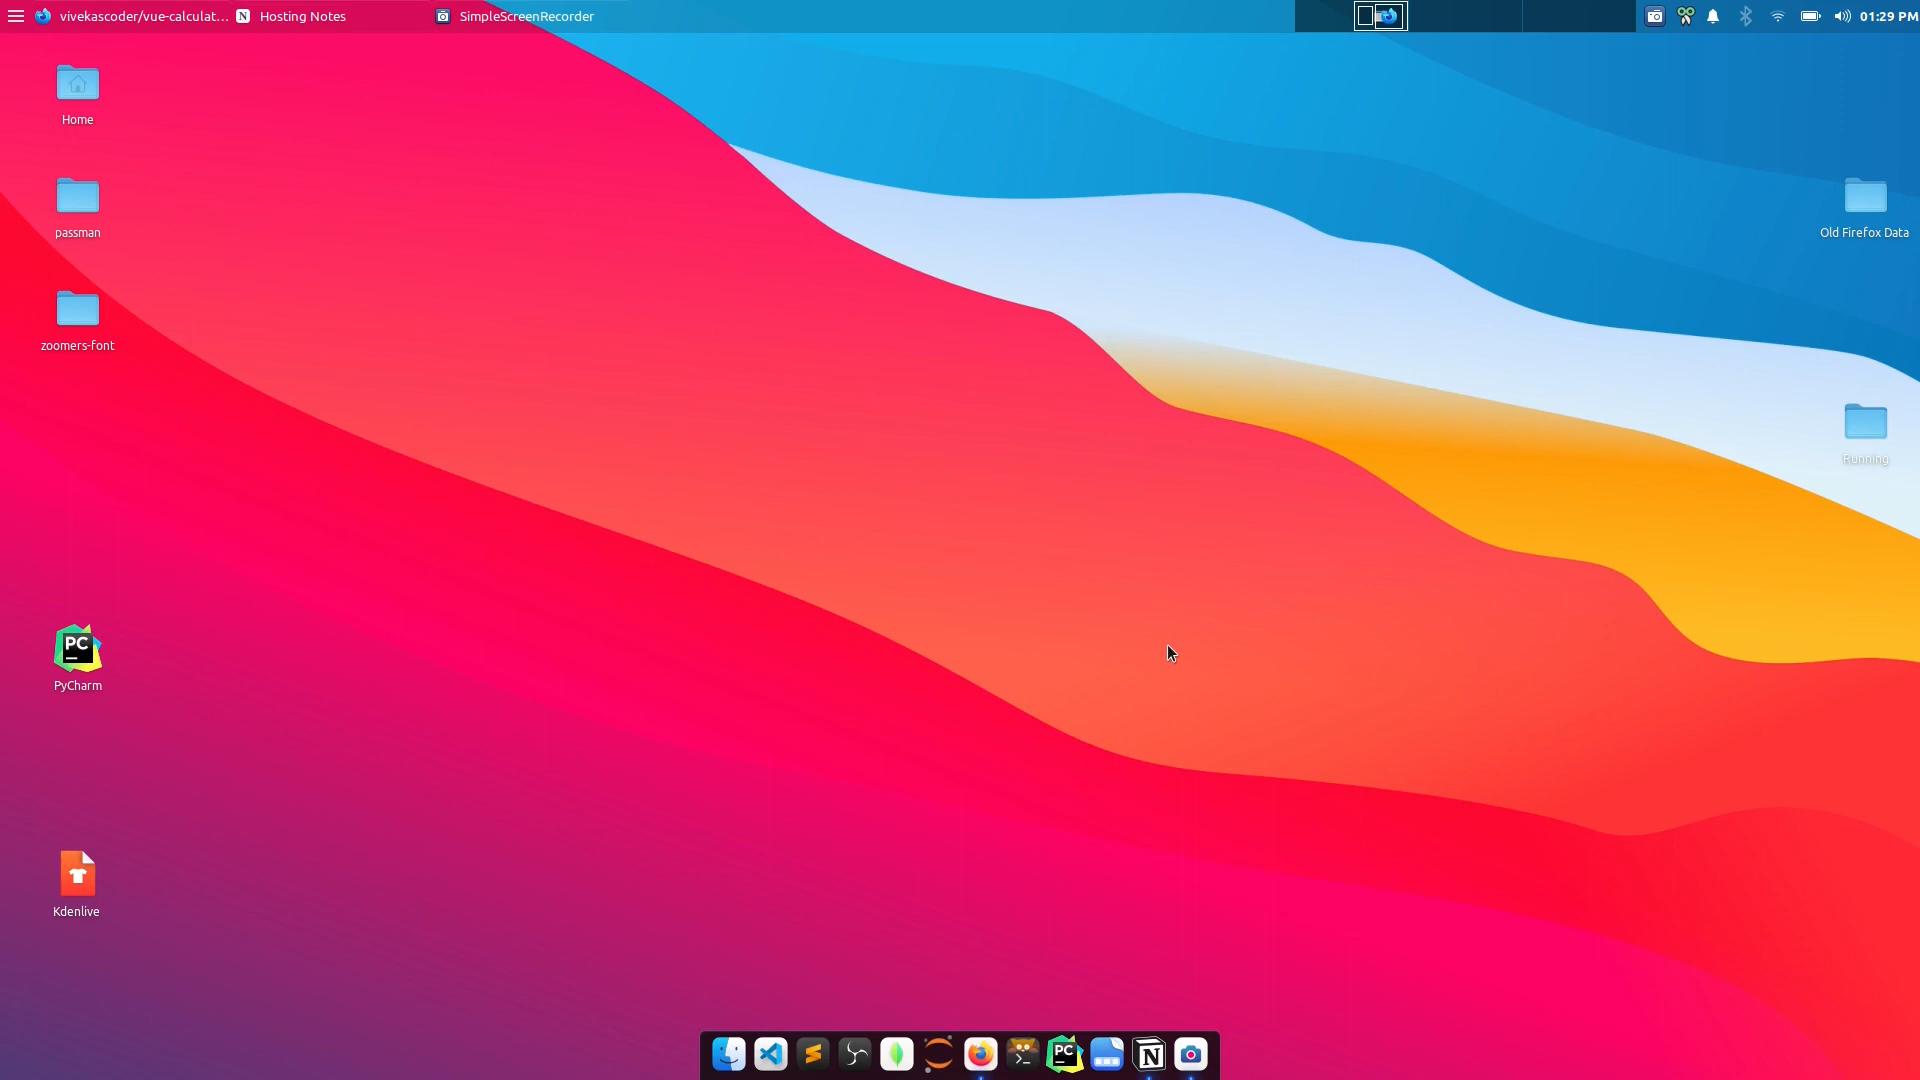 vivekascoder/vue-calculat... Hosting Notes SimpleScreenRecorder 01:29 PM
Home
passman
Old Firefox Data
zoomers-font
Running
PC
PyCharm
Kdenlive
PC